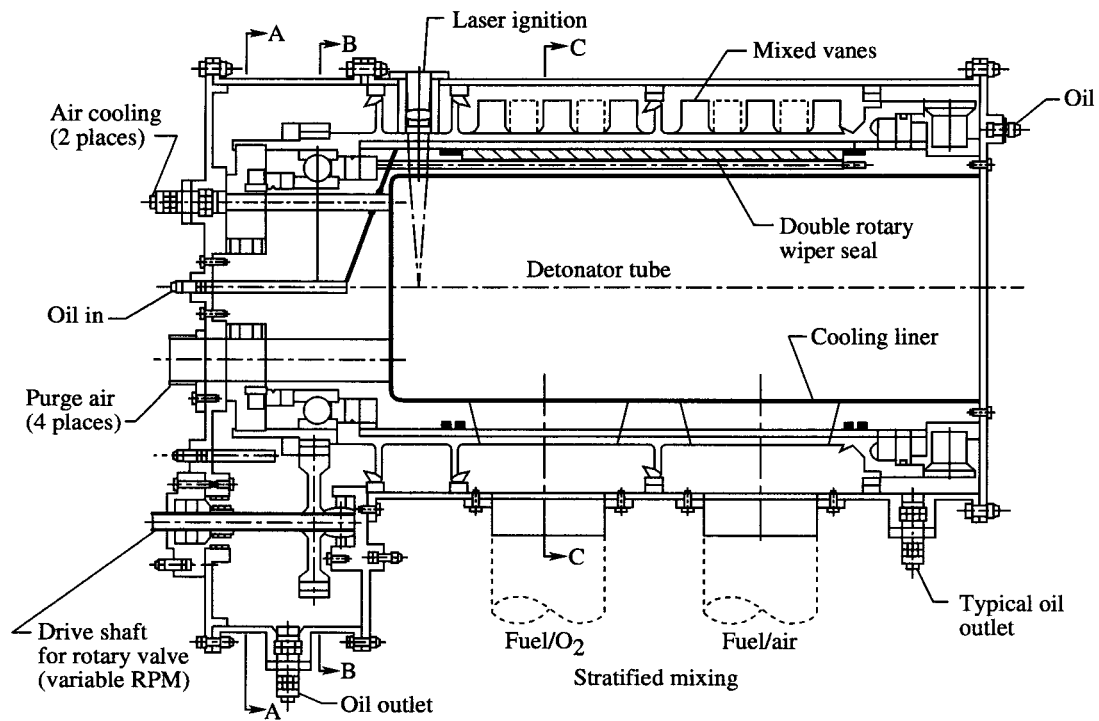 Laser ignition
A
B
C
Mixed vanes
Air cooling
(2 places)
Oil
Double rotary
wiper seal
Detonator tube
Oil in
Cooling liner
Purge air
(4 places)
C
Drive shaft
for rotary valve
(variable RPM)
Typical oil
outlet
Fuel/O2
Fuel/air
B
Stratified mixing
A
Oil outlet